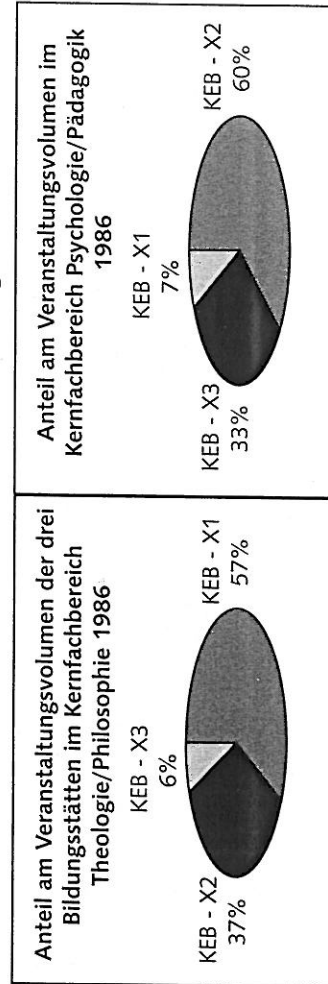 Anteil am Veranstaltungsvolumen der drei
Bildungsstätten im Kernfachbereich
Theologie/Philosophie 1986
KEB - X3
6%
KEB - X2
37%
KEB - X1
57%
Anteil am Veranstaltungsvolumen im
Kernfachbereich Psychologie/Pädagogik
1986
KEB - X1
7%
KEB - X3
33%
KEB - X2
60%